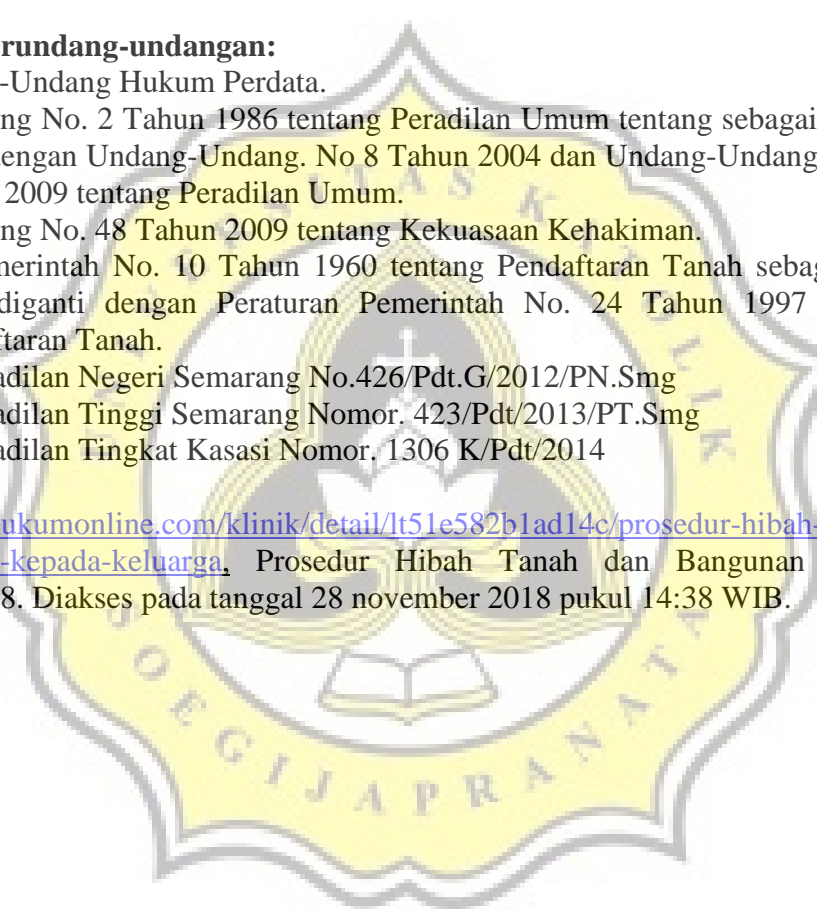 rundang-undangan:
-Undang Hukum Perdata.
ng No. 2 Tahun 1986 tentang Peradilan Umum tentang sebagai
dengan Undang-Undang. No 8 Tahun 2004 dan Undang-Undang
2009 tentang Peradilan Umum.
ng No. 48 Tahun 2009 tentang Kekuasaan Kehakiman.
merintah No. 10 Tahun 1960 tentang Pendaftaran Tanah sebag
diganti dengan Peraturan Pemerintah No. 24 Tahun 1997
ftaran Tanah.
adilan Negeri Semarang No.426/Pdt.G/2012/PN.Smg
adilan Tinggi Semarang Nomor. 423/Pdt/2013/PT.Smg
adilan Tingkat Kasasi Nomor. 1306 K/Pdt/2014
ukumonline.com/klinik/detail/lt51e582b1ad14c/prosedur-hibah-
-kepada-keluarga, Prosedur Hibah Tanah dan Bangunan
8. Diakses pada tanggal 28 november 2018 pukul 14:38 WIB.
UNIVERSITAS KATOLIK
SOEGIJAPRANATA